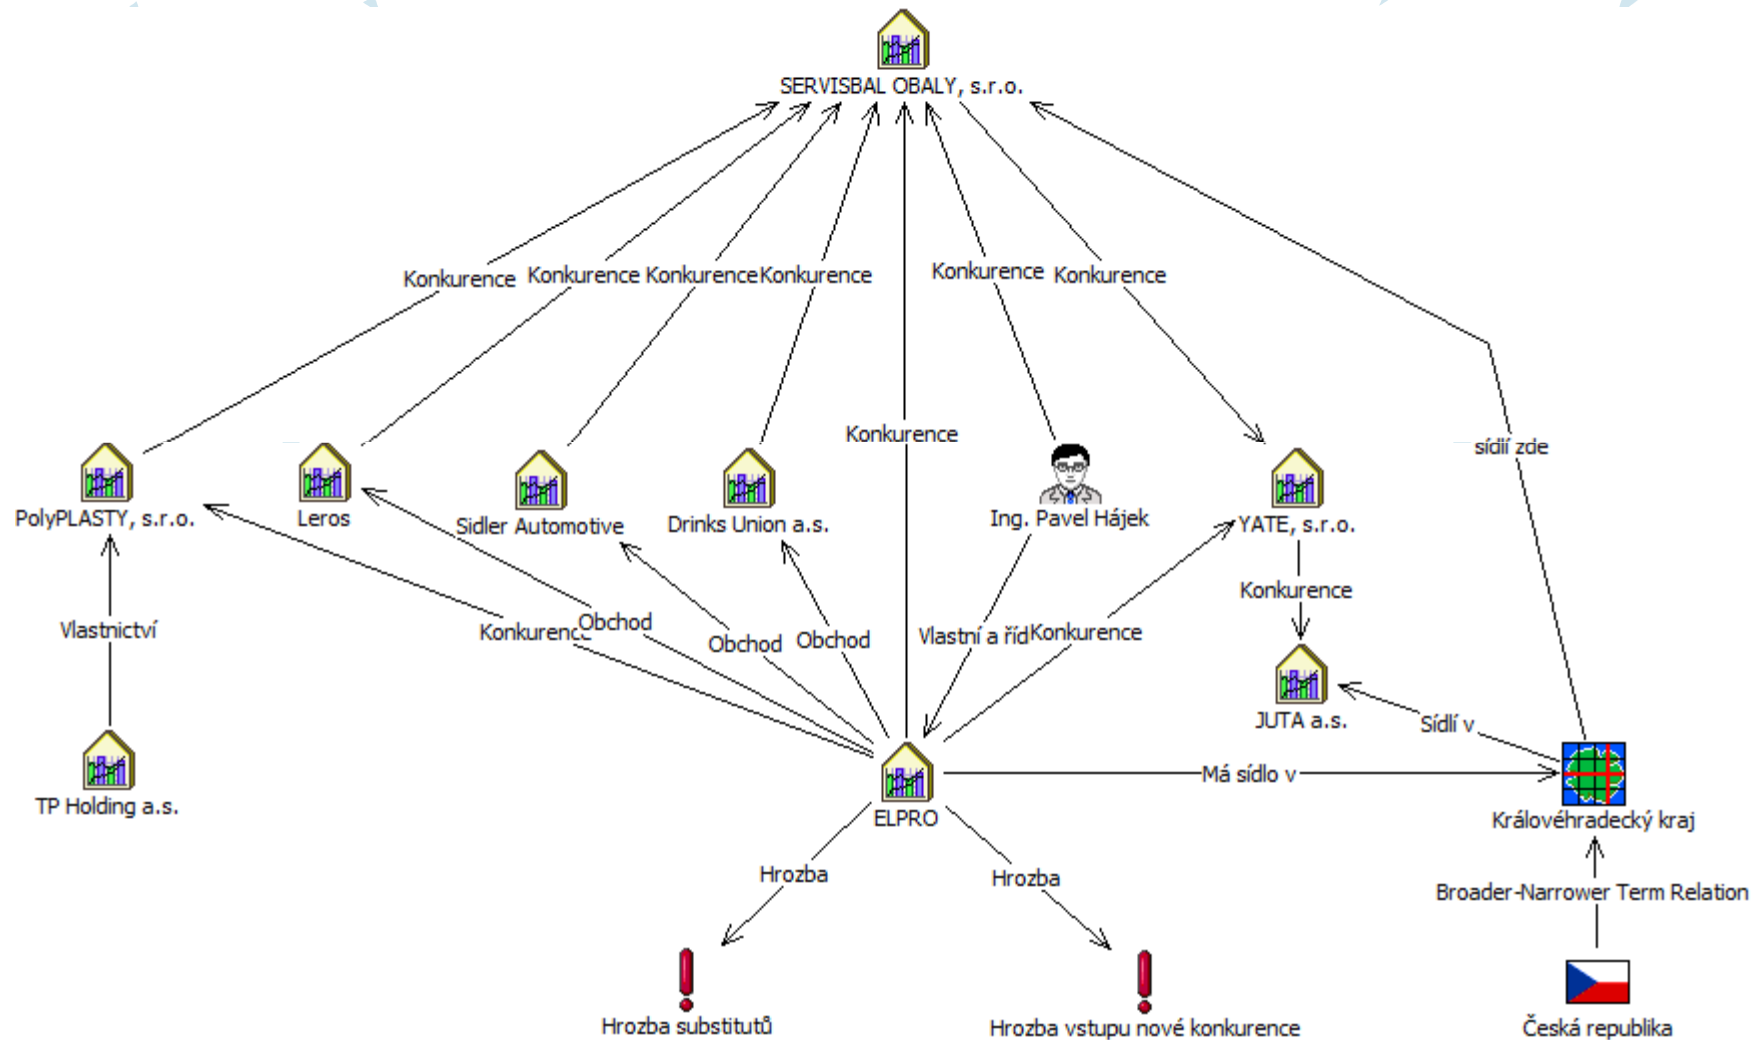 SERVISBAL OBALY, s.r.o.
Konkurence
Konkurence
Konkurence
Konkurence
Konkurence
Konkurence
Konkurence
sídlí zde
PolyPLASTY, s.r.o.
Leros
Sidler Automotive
Drinks Union a.s.
Ing. Pavel Hájek
YATE, s.r.o.
Konkurence
Vlastnictví
Konkurence
Obchod
Obchod
Obchod
Vlastní a říd
Konkurence
JUTA a.s.
Sídlí v
Má sídlo v
TP Holding a.s.
ELPRO
Královéhradecký kraj
Hrozba
Hrozba
Broader-Narrower Term Relation
Hrozba substitutů
Hrozba vstupu nové konkurence
Česká republika